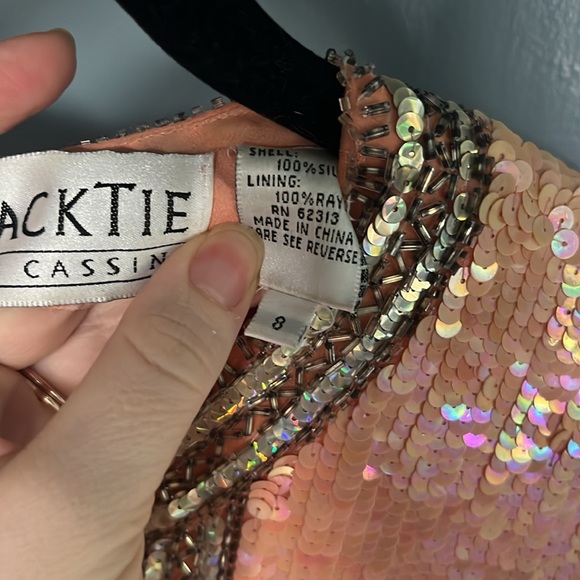 ACKTIE
CASSIN
SHELL:
100%SIL
LINING:
100%RAY
RN 62313
MADE IN CHINA
ARE SEE REVERSE
8